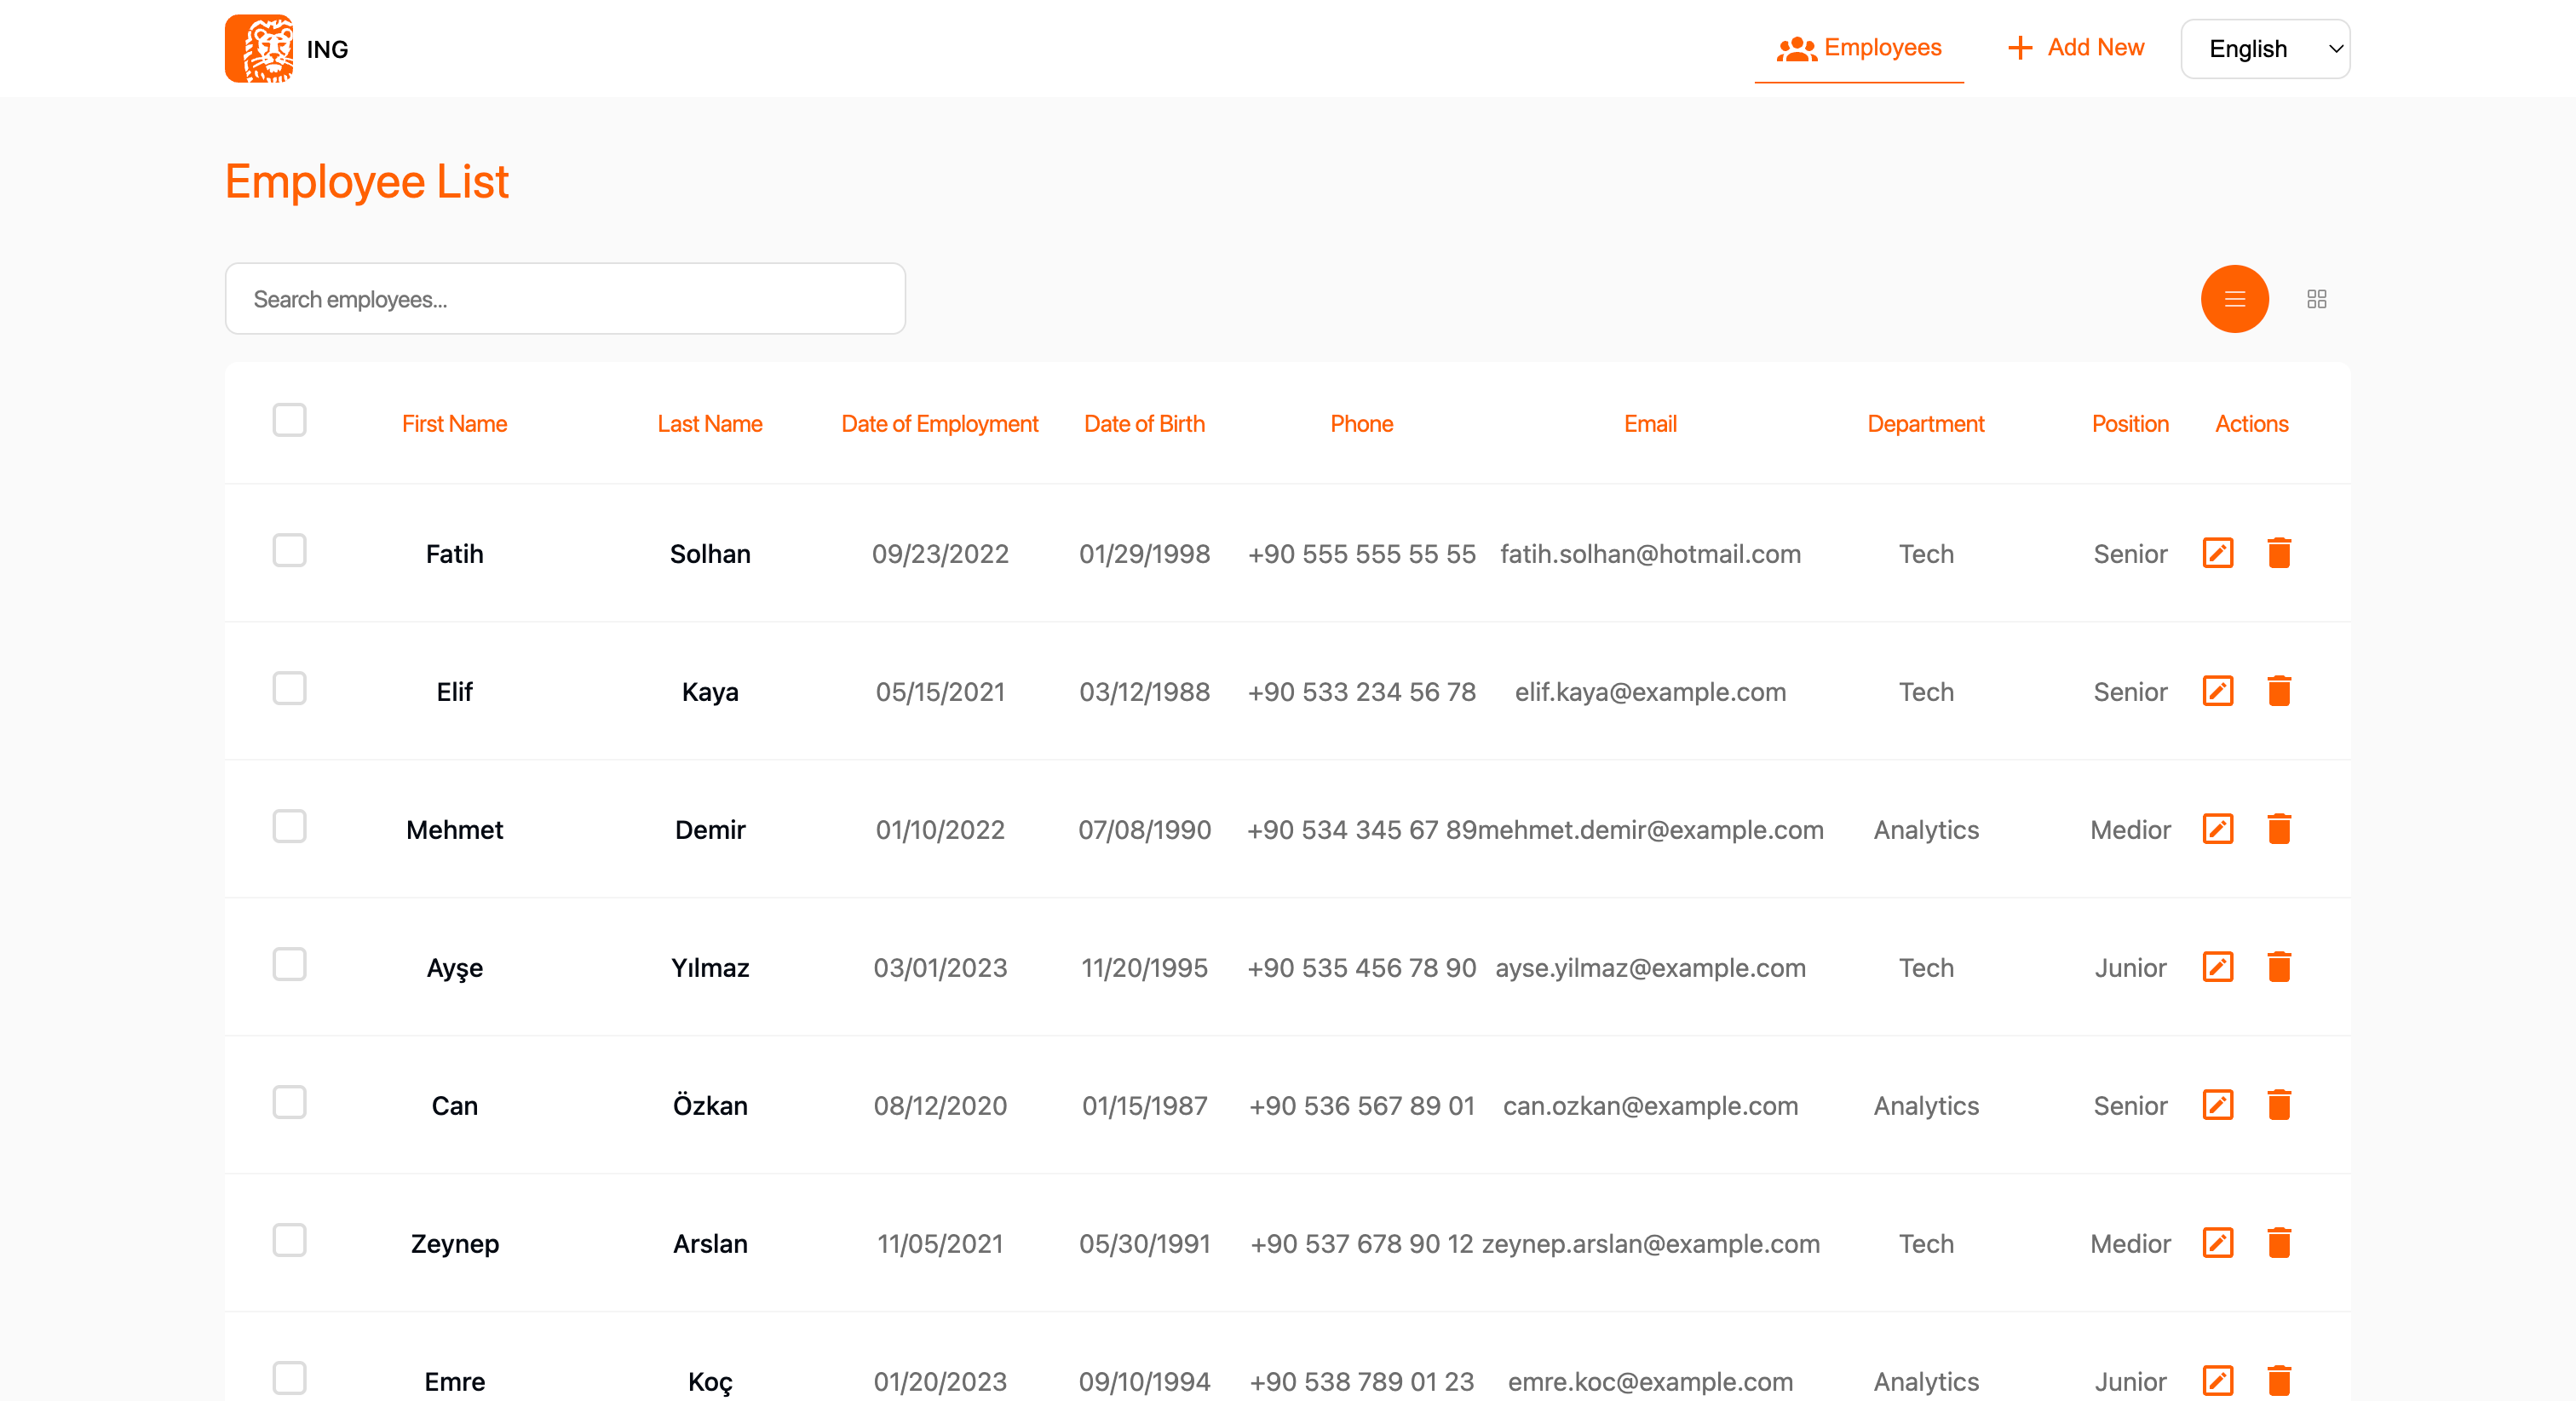 ING
Employees
Add New
English
Employee List
Search employees...
First Name Last Name Date of Employment Date of Birth Phone Email Department Position Actions
Fatih Solhan 09/23/2022 01/29/1998 +90 555 555 55 55 fatih.solhan@hotmail.com Tech Senior
Elif Kaya 05/15/2021 03/12/1988 +90 533 234 56 78 elif.kaya@example.com Tech Senior
Mehmet Demir 01/10/2022 07/08/1990 +90 534 345 67 89 mehmet.demir@example.com Analytics Medior
Ayşe Yılmaz 03/01/2023 11/20/1995 +90 535 456 78 90 ayse.yilmaz@example.com Tech Junior
Can Özkan 08/12/2020 01/15/1987 +90 536 567 89 01 can.ozkan@example.com Analytics Senior
Zeynep Arslan 11/05/2021 05/30/1991 +90 537 678 90 12 zeynep.arslan@example.com Tech Medior
Emre Koç 01/20/2023 09/10/1994 +90 538 789 01 23 emre.koc@example.com Analytics Junior